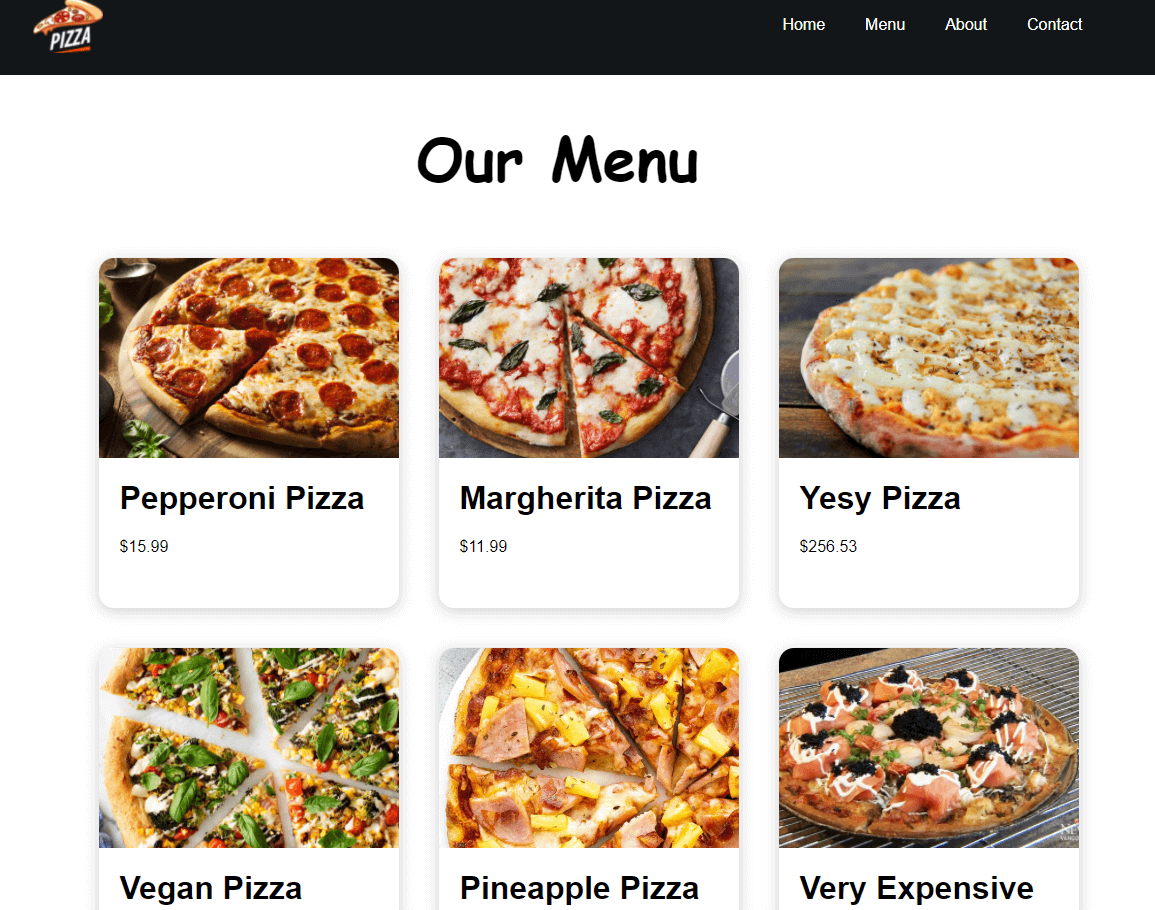 PIZZA
Home Menu About Contact
Our Menu
Pepperoni Pizza Margherita Pizza Yesy Pizza
$15.99 $11.99 $256.53
Vegan Pizza Pineapple Pizza Very Expensive